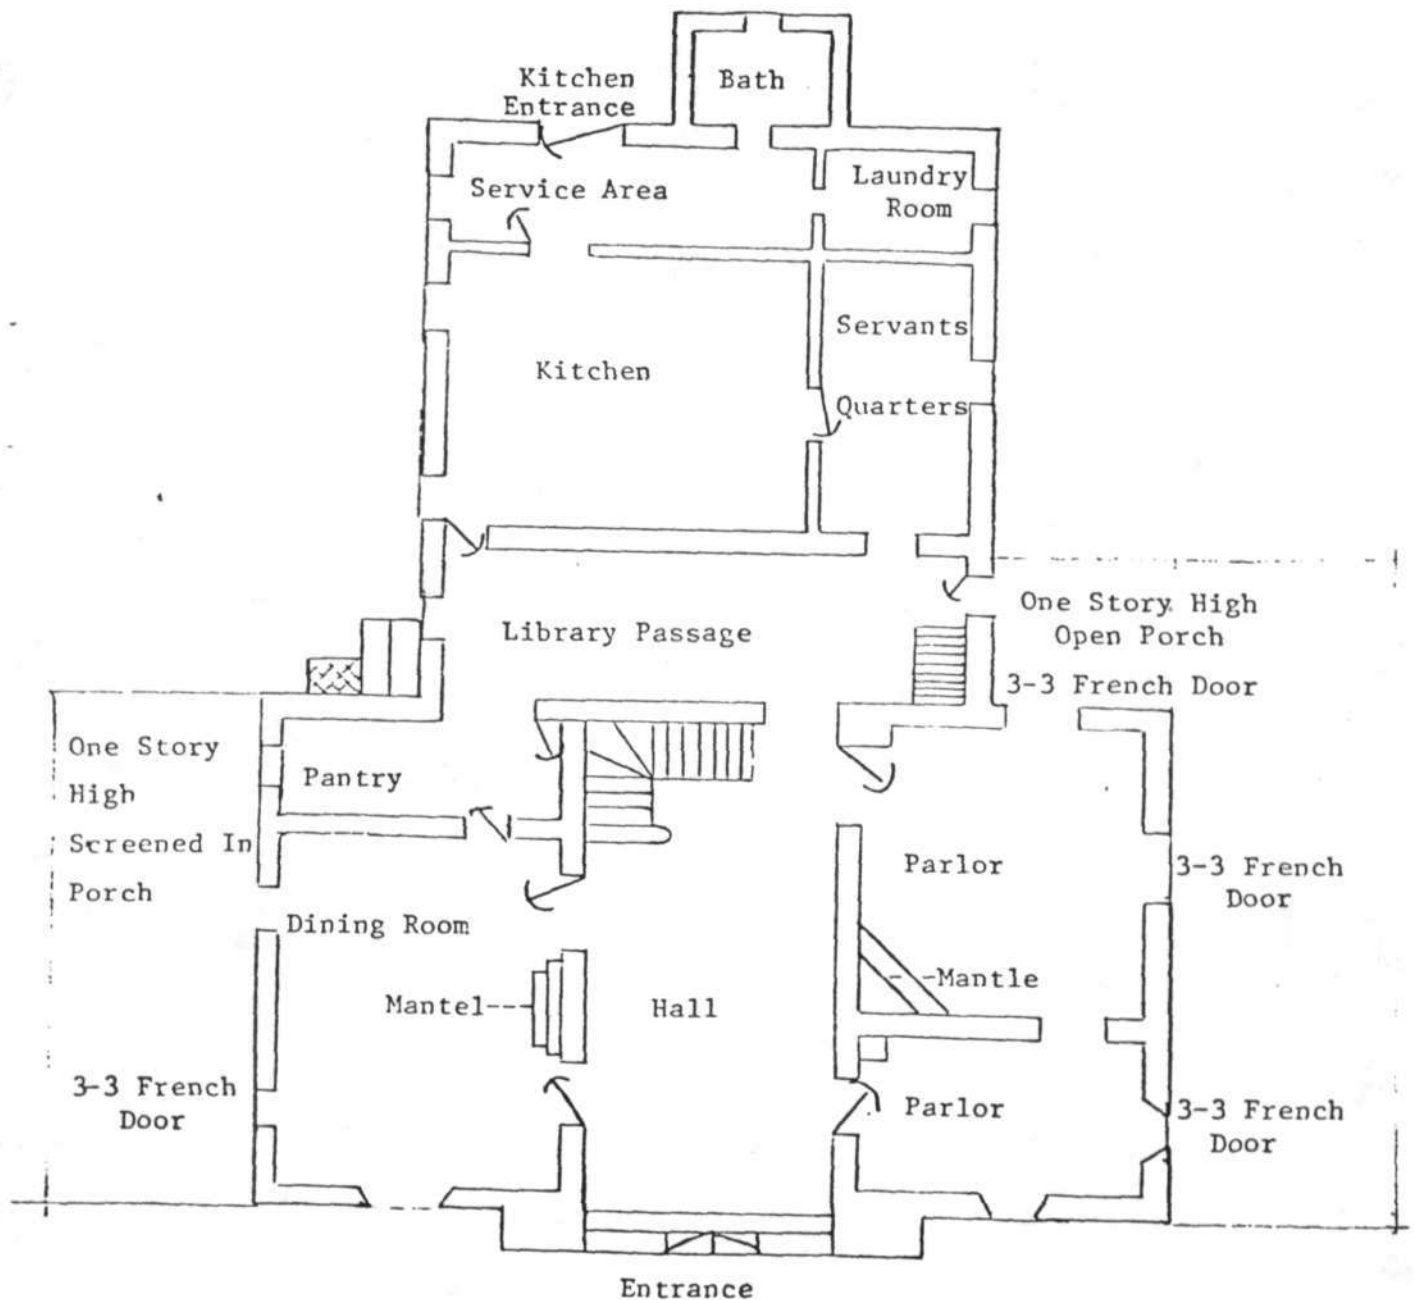 Kitchen
Entrance
Bath
Service Area
Laundry
Room
Servants
Kitchen
Quarters
One Story High
Open Porch
Library Passage
3-3 French Door
One Story
High
Screened In
Porch
Pantry
Parlor
3-3 French
Door
Dining Room
Mantel
Hall
Mantle
3-3 French
Door
Parlor
3-3 French
Door
Entrance